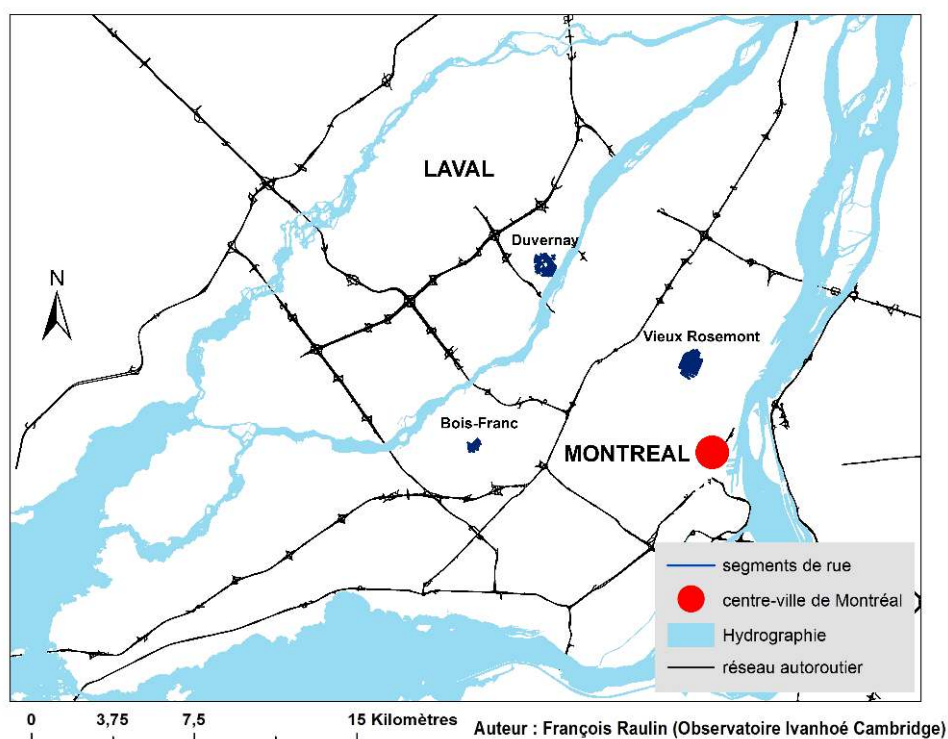 LAVAL
Duvernay
N
Vieux Rosemont
Bois-Franc
MONTREAL
segments de rue
centre-ville de Montréal
Hydrographie
réseau autoroutier
0 3,75 7,5 15 Kilomètres
Auteur : François Raulin (Observatoire Ivanhoé Cambridge)